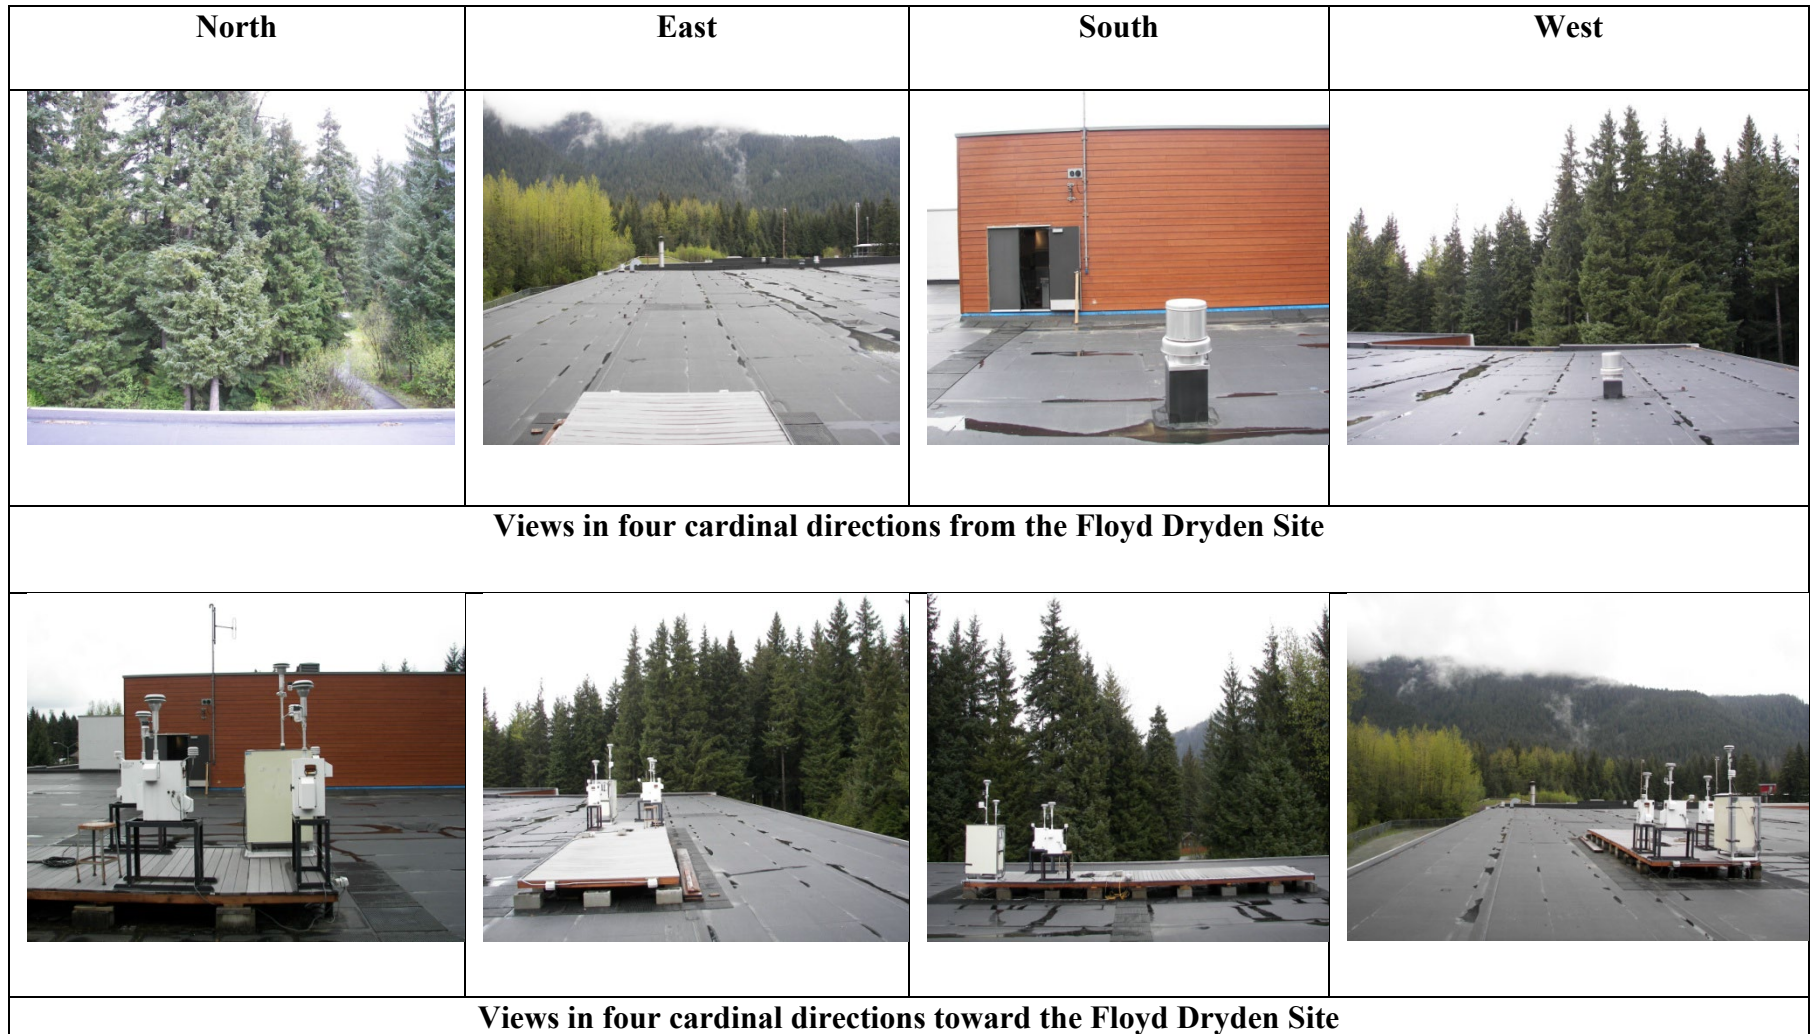 North
East
South
West
Views in four cardinal directions from the Floyd Dryden Site
Views in four cardinal directions toward the Floyd Dryden Site